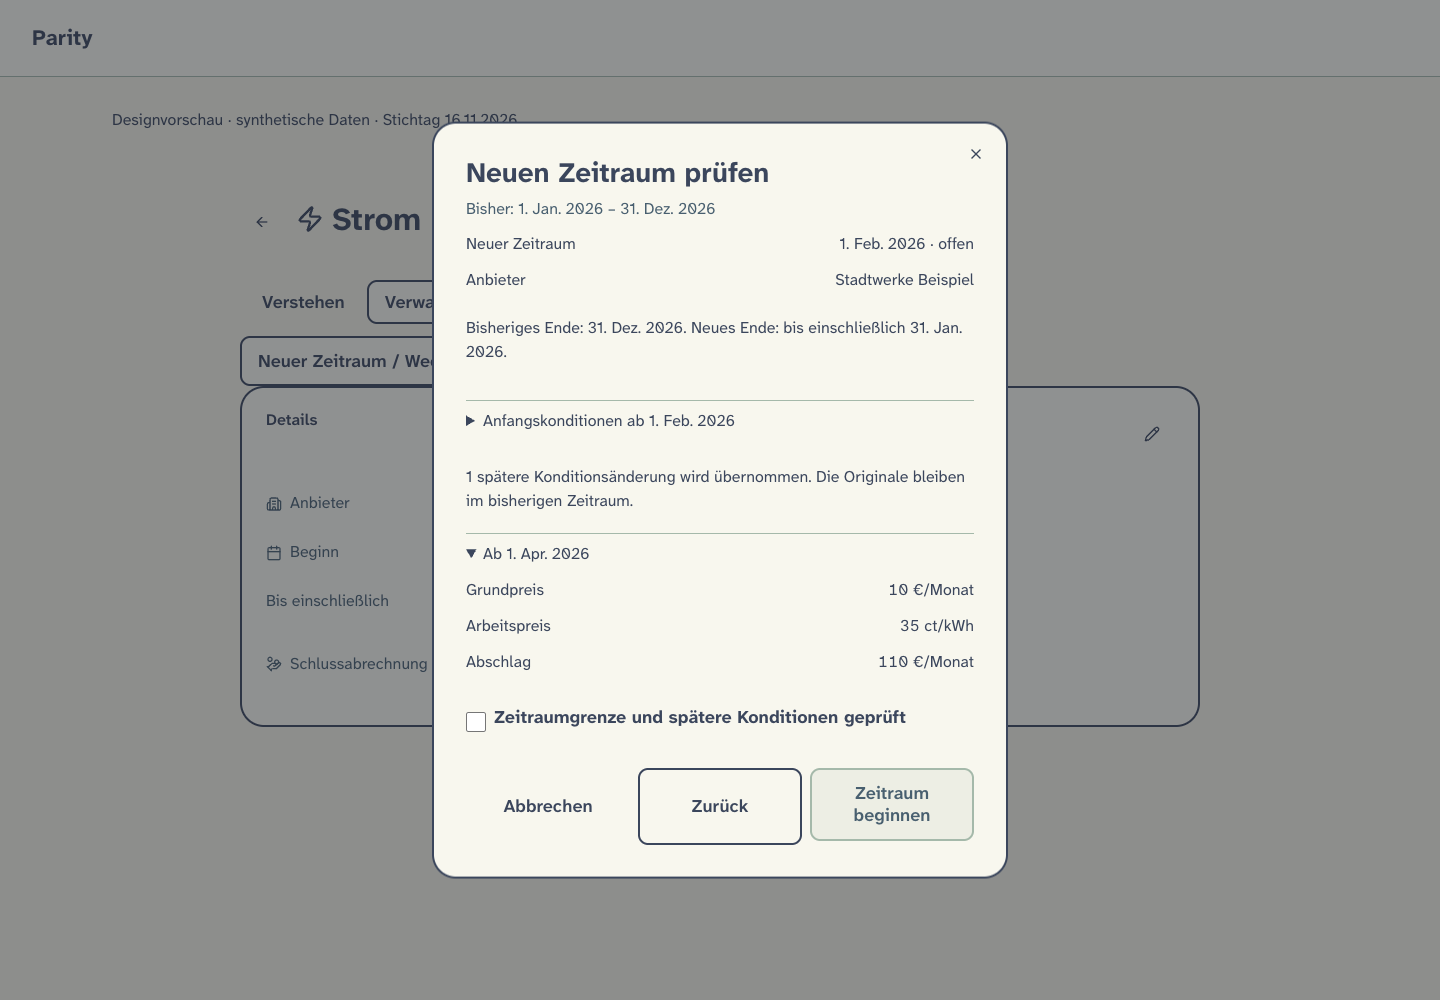 Parity
Designvorschau · synthetische Daten · Stichtag 16.11.2026
Strom
Verstehen
Neuer Zeitraum /
Details
Anbieter
Beginn
Bis einschließlich
Schlussabrechnung
Neuen Zeitraum prüfen
Bisher: 1. Jan. 2026 – 31. Dez. 2026
Neuer Zeitraum 1. Feb. 2026 · offen
Anbieter Stadtwerke Beispiel
Bisheriges Ende: 31. Dez. 2026. Neues Ende: bis einschließlich 31. Jan.
2026.
Anfangskonditionen ab 1. Feb. 2026
1 spätere Konditionsänderung wird übernommen. Die Originale bleiben
im bisherigen Zeitraum.
Ab 1. Apr. 2026
Grundpreis 10 €/Monat
Arbeitspreis 35 ct/kWh
Abschlag 110 €/Monat
Zeitraumgrenze und spätere Konditionen geprüft
Abbrechen
Zurück
Zeitraum
beginnen